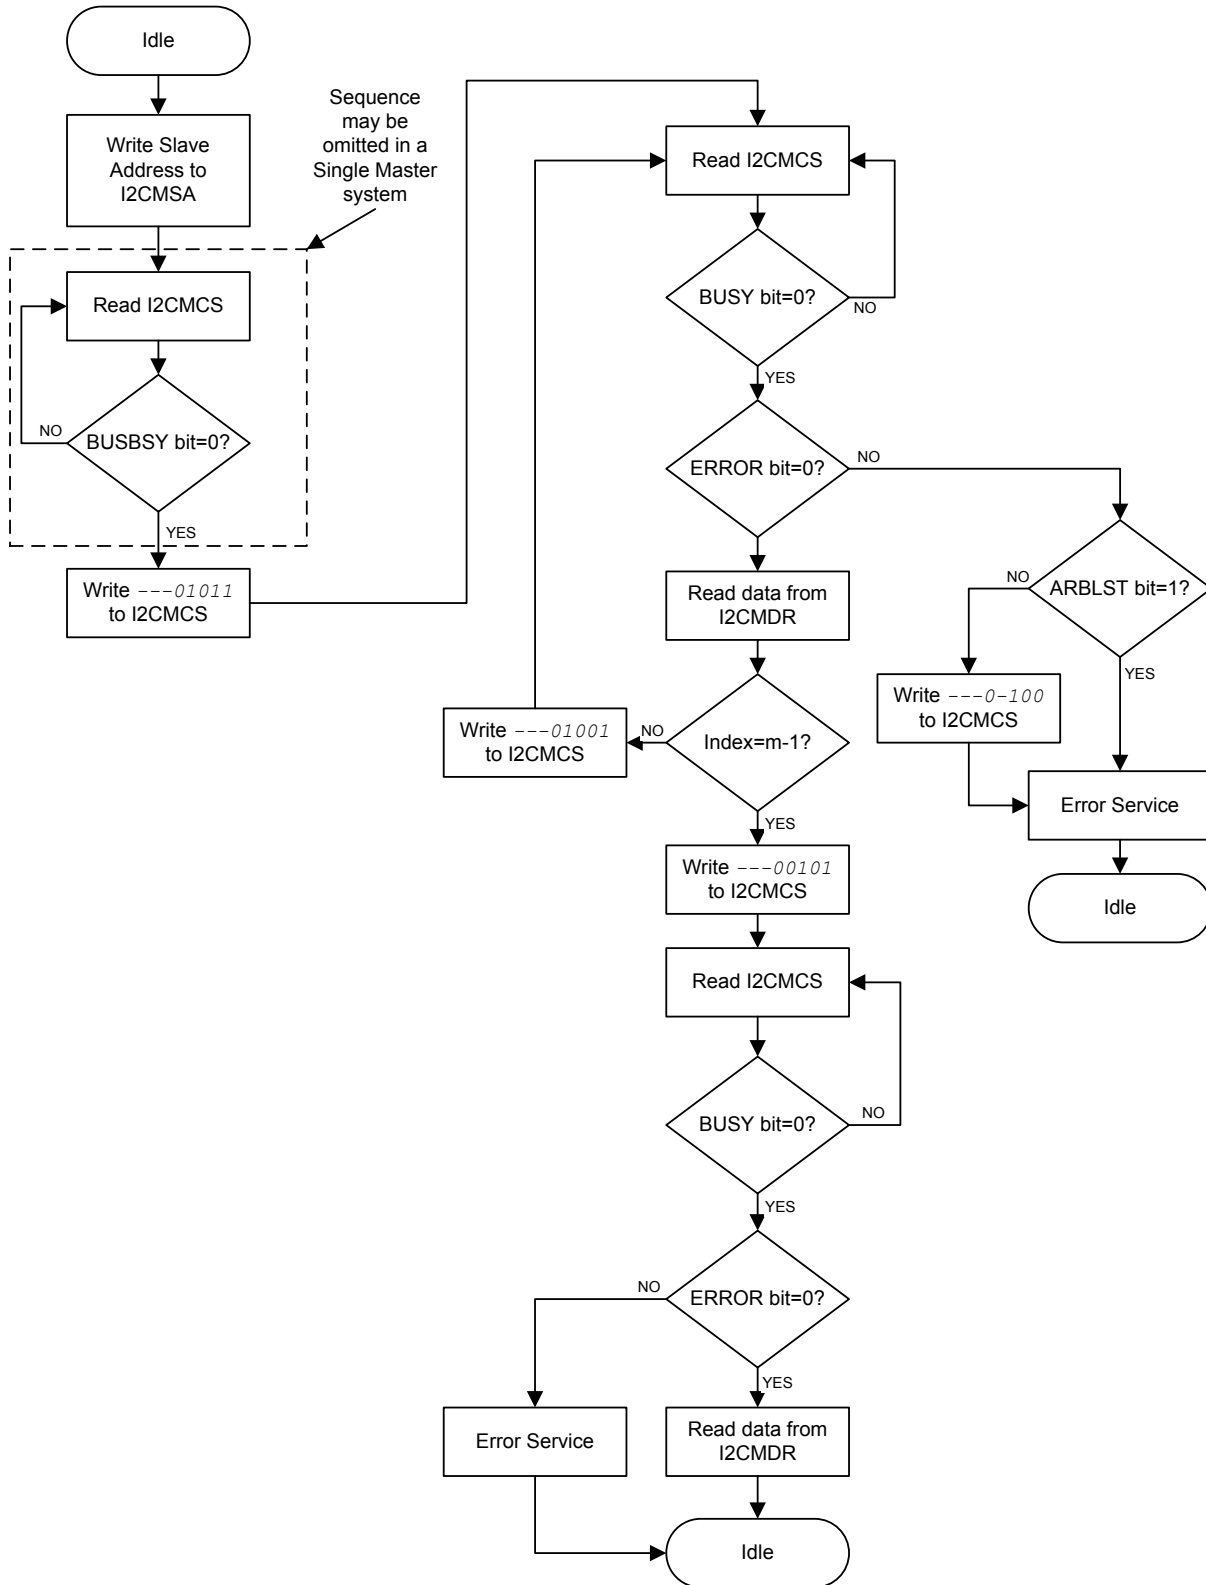 Idle
Write Slave
Address to
I2CMSA
Sequence
may be
omitted in a
Single Master
system
Read I2CMCS
BUSBSY bit=0?
NO
YES
Write ---01011
to I2CMCS
Read I2CMCS
BUSY bit=0?
NO
YES
ERROR bit=0?
NO
YES
Read data from
I2CMDR
Index=m-1?
NO
Write ---01001
to I2CMCS
YES
ARBLST bit=1?
NO
YES
Write ---0-100
to I2CMCS
Error Service
Idle
Write ---00101
to I2CMCS
Read I2CMCS
BUSY bit=0?
NO
YES
ERROR bit=0?
NO
YES
Error Service
Read data from
I2CMDR
Idle